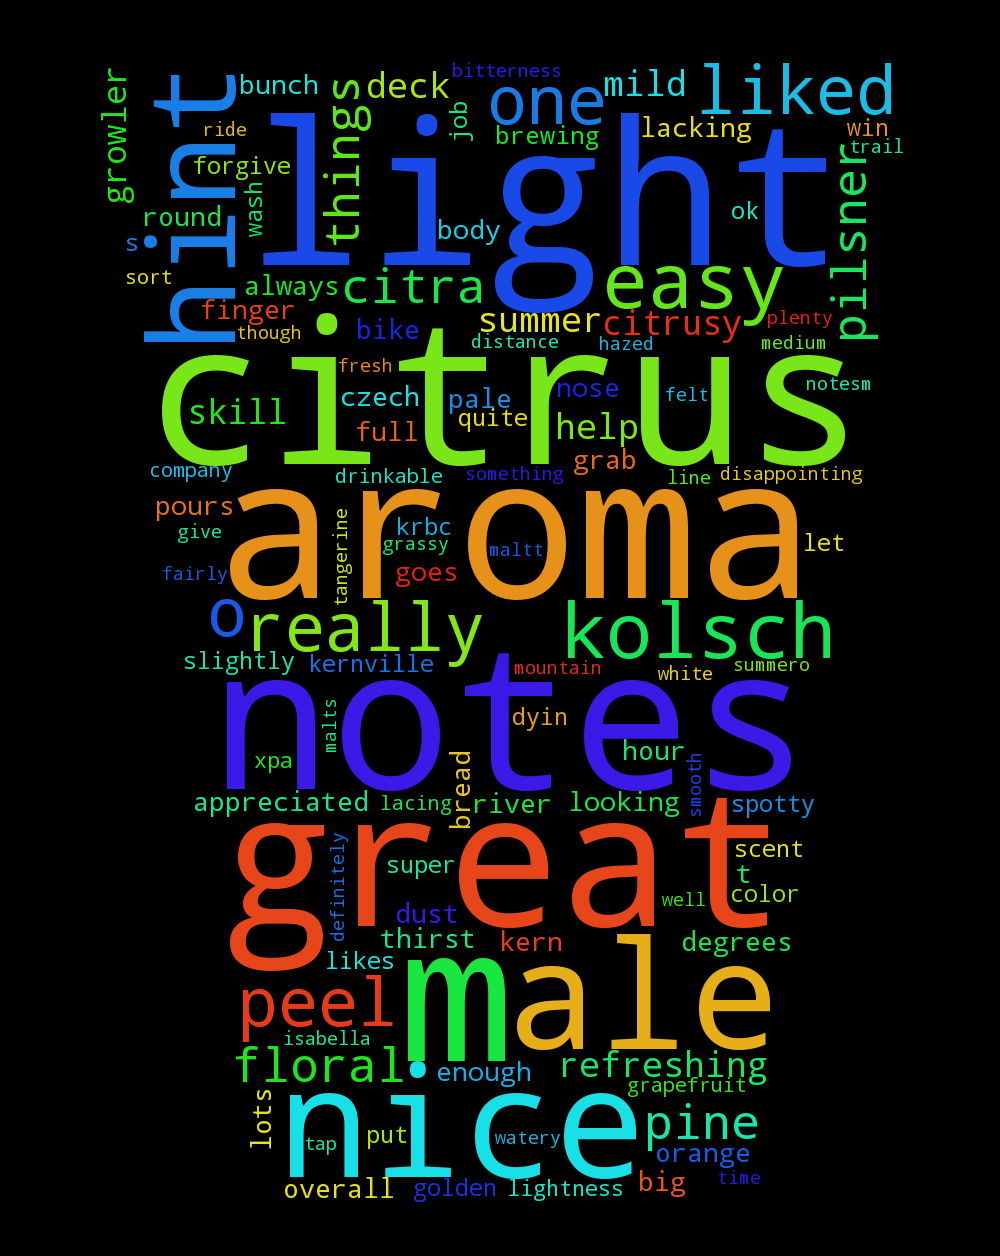 bitterness
growler
hint
bunch
things
deck
job
one
mild
liked
ride
light
brewing
lacking
win
trail
forgive
wash
pilsner
round
s
body
ok
sort
always
citra
easy
finger
though
bike
summer
citrusy
plenty
distance
hazed
medium
citrus
fresh
skill
czech
pale
nose
felt
notesm
full
quite
help
company
drinkable
something
grab
line
disappointing
aroma
pours
give
tangerine
krbc
grassy
maltt
let
fairly
goes
o
really
kolsch
slightly
kernville
mountain
white
summero
notes
malts
dyin
xpa
bread
hour
smooth
appreciated
lacing
river
looking
spotty
great
definitely
super
scent
t
well
color
dust
thirst
kern
degrees
likes
m
ale
peel
isabella
floral
enough
refreshing
grapefruit
lots
nice
tap
put
watery
pine
orange
overall
golden
lightness
big
time